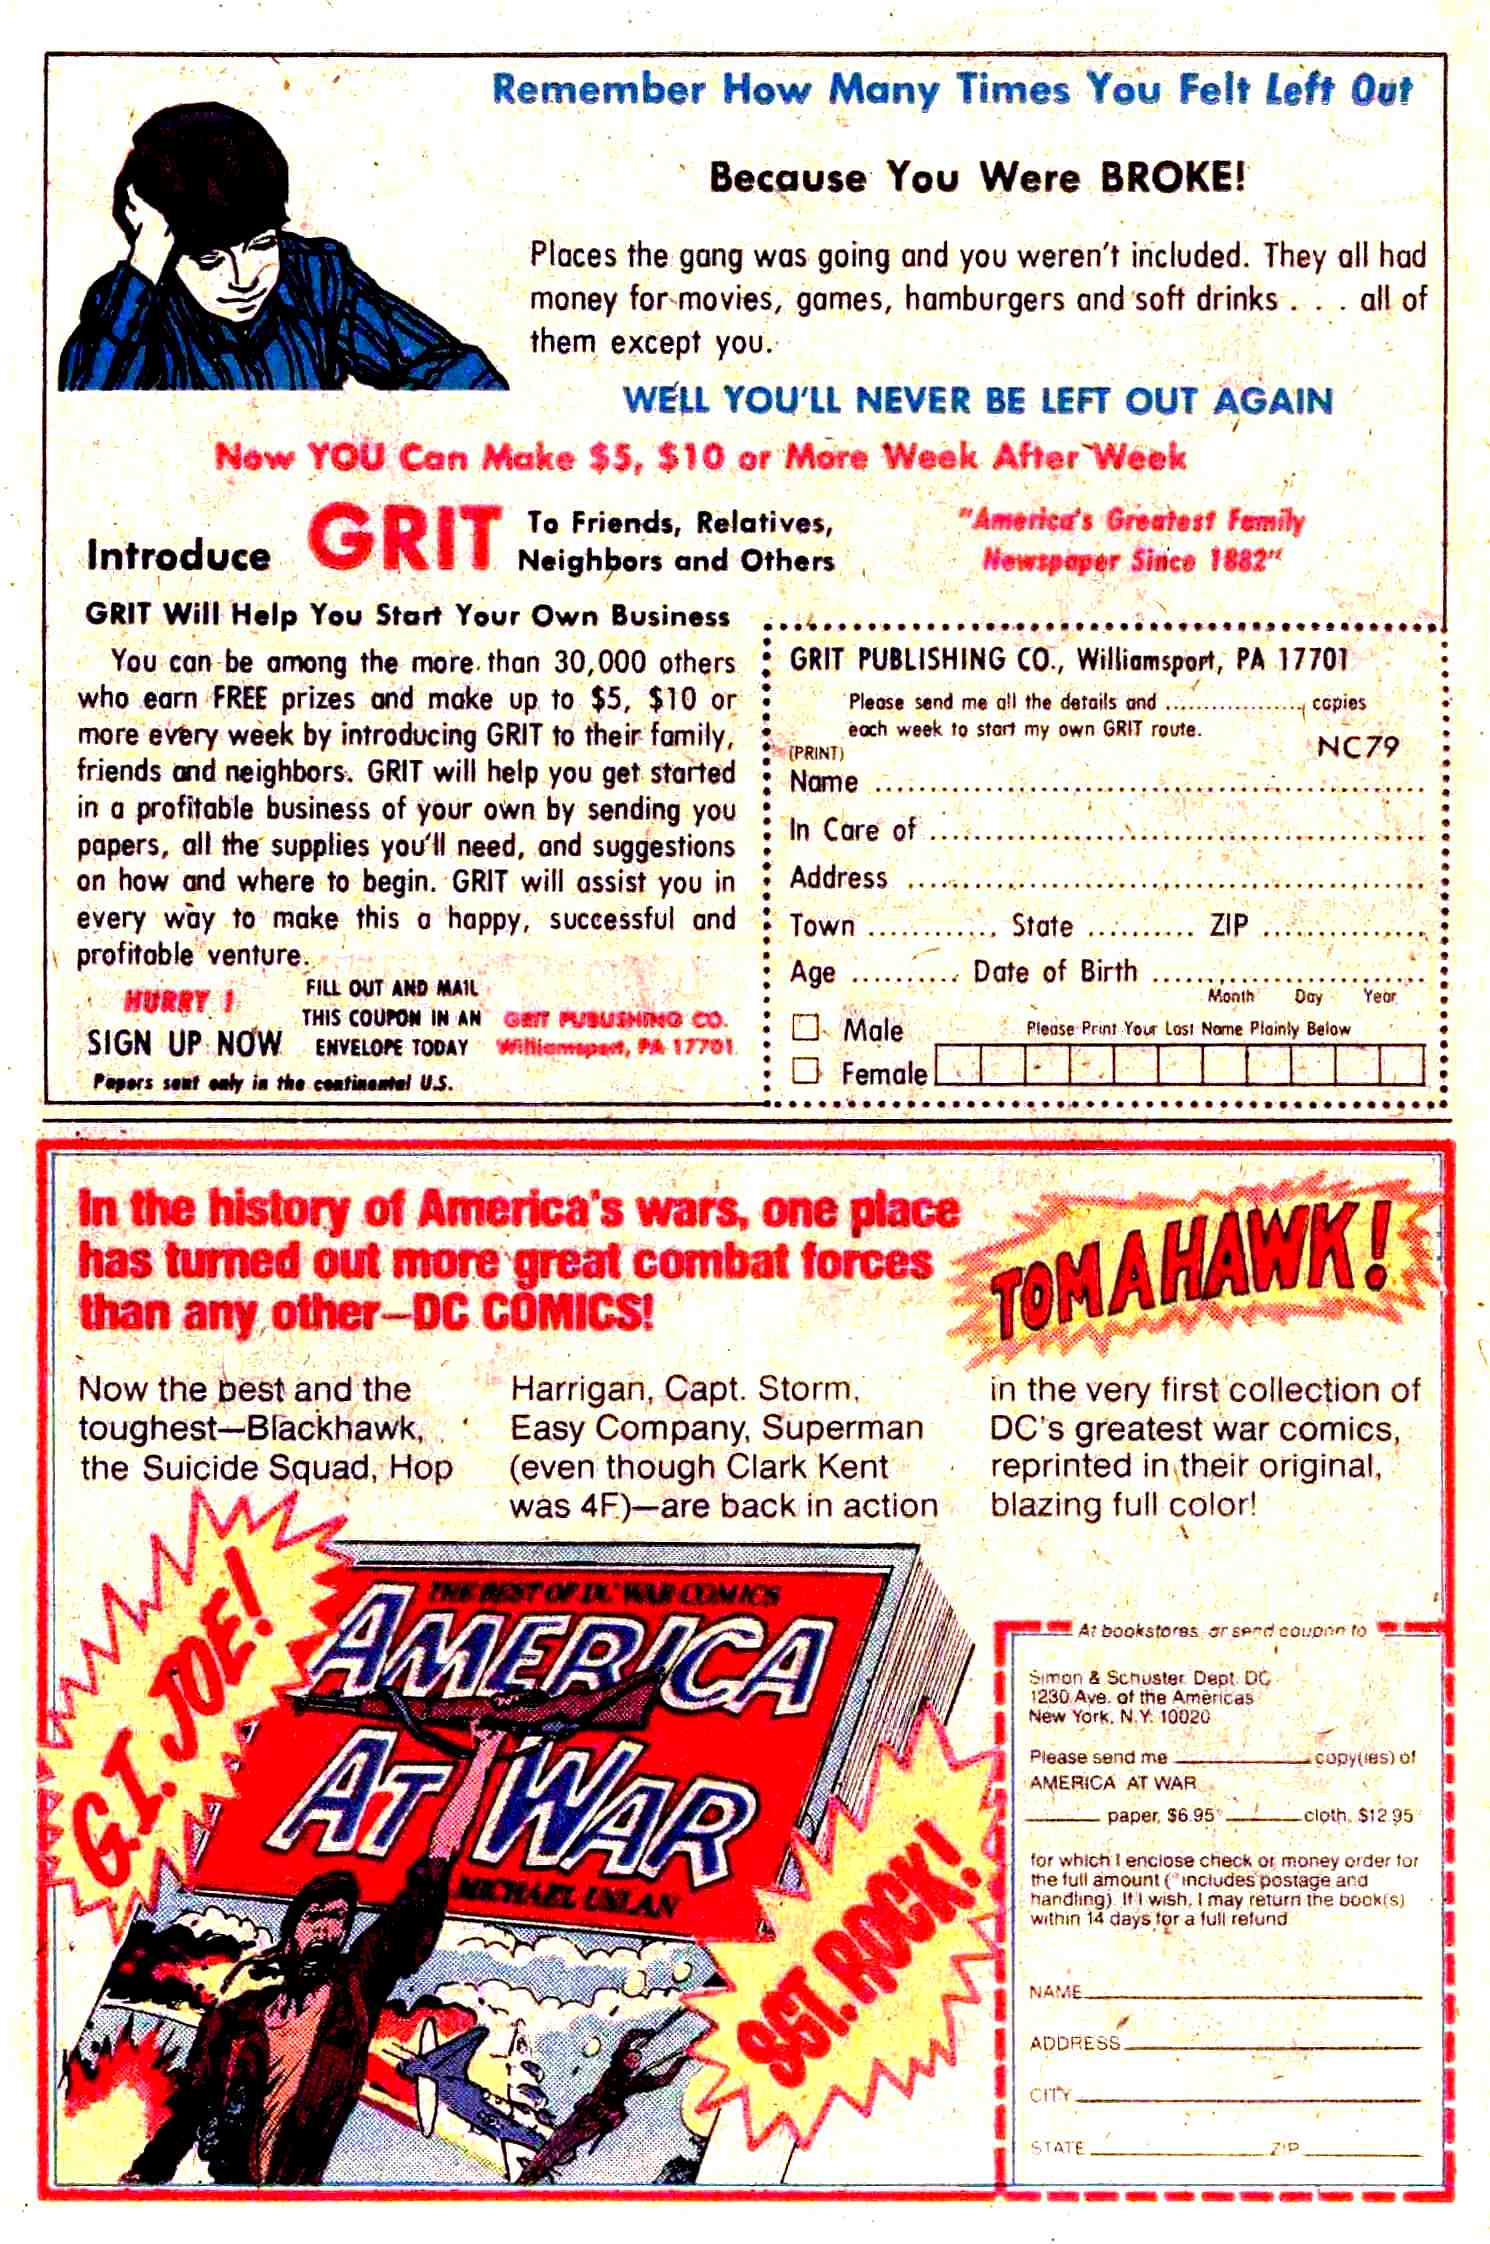 Remember How Many Times You Felt Left Out
Because You Were BROKE!
Places the gang was going and you weren't included. They all had
money for movies, games, hamburgers and soft drinks . . . all of
them except you.
WELL YOU'LL NEVER BE LEFT OUT AGAIN
Now YOU Can Make $5, $10 or More Week After Week
Introduce GRIT To Friends, Relatives,
Neighbors and Others
"America's Greatest Family
Newspaper Since 1882"
GRIT Will Help You Start Your Own Business
You can be among the more than 30,000 others
who earn FREE prizes and make up to $5, $10 or
more every week by introducing GRIT to their family,
friends and neighbors. GRIT will help you get started
in a profitable business of your own by sending you
papers, all the supplies you'll need, and suggestions
on how and where to begin. GRIT will assist you in
every way to make this a happy, successful and
profitable venture.
HURRY !
SIGN UP NOW
FILL OUT AND MAIL
THIS COUPON IN AN
ENVELOPE TODAY
GRIT PUBLISHING CO.
Williamsport, PA 17701
Papers sent only in the continental U.S.
GRIT PUBLISHING CO., Williamsport, PA 17701
Please send me all the details and .................. copies
each week to start my own GRIT route.
(PRINT)
NC79
Name
In Care of
Address
Town ............ State .......... ZIP ...............
Age .......... Date of Birth
Month Day Year
Male
Female
Please Print Your Last Name Plainly Below
In the history of America's wars, one place
has turned out more great combat forces
than any other—DC COMICS!
TOMAHAWK!
Now the best and the
toughest—Blackhawk,
the Suicide Squad, Hop
Harrigan, Capt. Storm,
Easy Company, Superman
(even though Clark Kent
was 4F)—are back in action
in the very first collection of
DC's greatest war comics,
reprinted in their original,
blazing full color!
G.I. JOE!
THE BEST OF DC WAR COMICS
AMERICA
AT WAR
MICHAEL USLAN
SGT. ROCK!
At bookstores, or send coupon to
Simon & Schuster Dept. DC
1230 Ave. of the Americas
New York, N.Y. 10020
Please send me ______ copy(ies) of
AMERICA AT WAR
______ paper, $6.95* ______ cloth, $12.95*
for which I enclose check or money order for
the full amount (*includes postage and
handling). If I wish, I may return the book(s)
within 14 days for a full refund
NAME
ADDRESS
CITY
STATE ______ ZIP ______